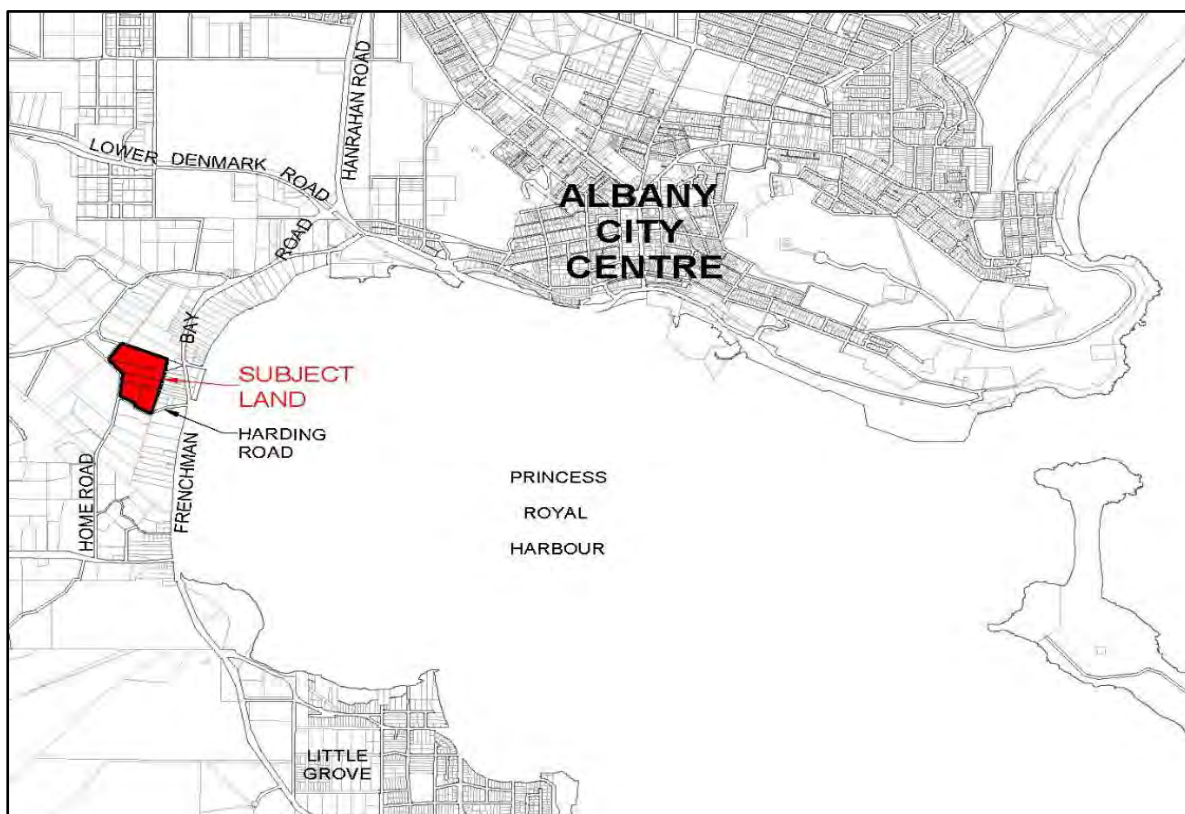 HANRAHAN ROAD
LOWER DENMARK ROAD
ALBANY
CITY
CENTRE
FRENCHMAN BAY ROAD
SUBJECT
LAND
HARDING
ROAD
HOME ROAD
PRINCESS
ROYAL
HARBOUR
LITTLE
GROVE